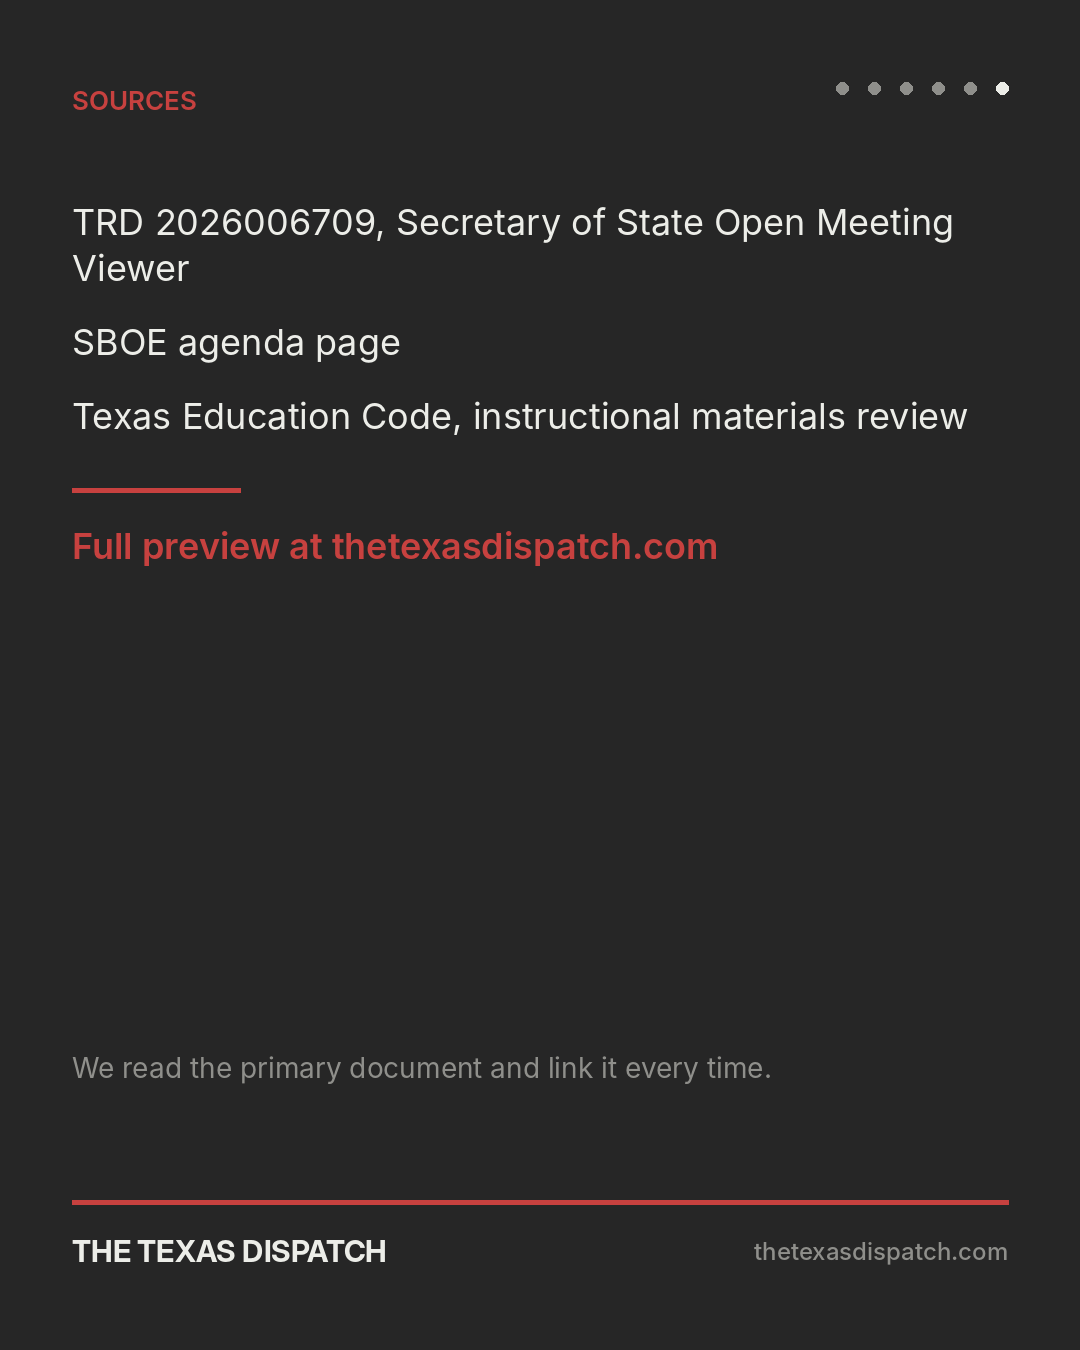 SOURCES
TRD 2026006709, Secretary of State Open Meeting
Viewer
SBOE agenda page
Texas Education Code, instructional materials review
Full preview at thetexasdispatch.com
We read the primary document and link it every time.
THE TEXAS DISPATCH
thetexasdispatch.com